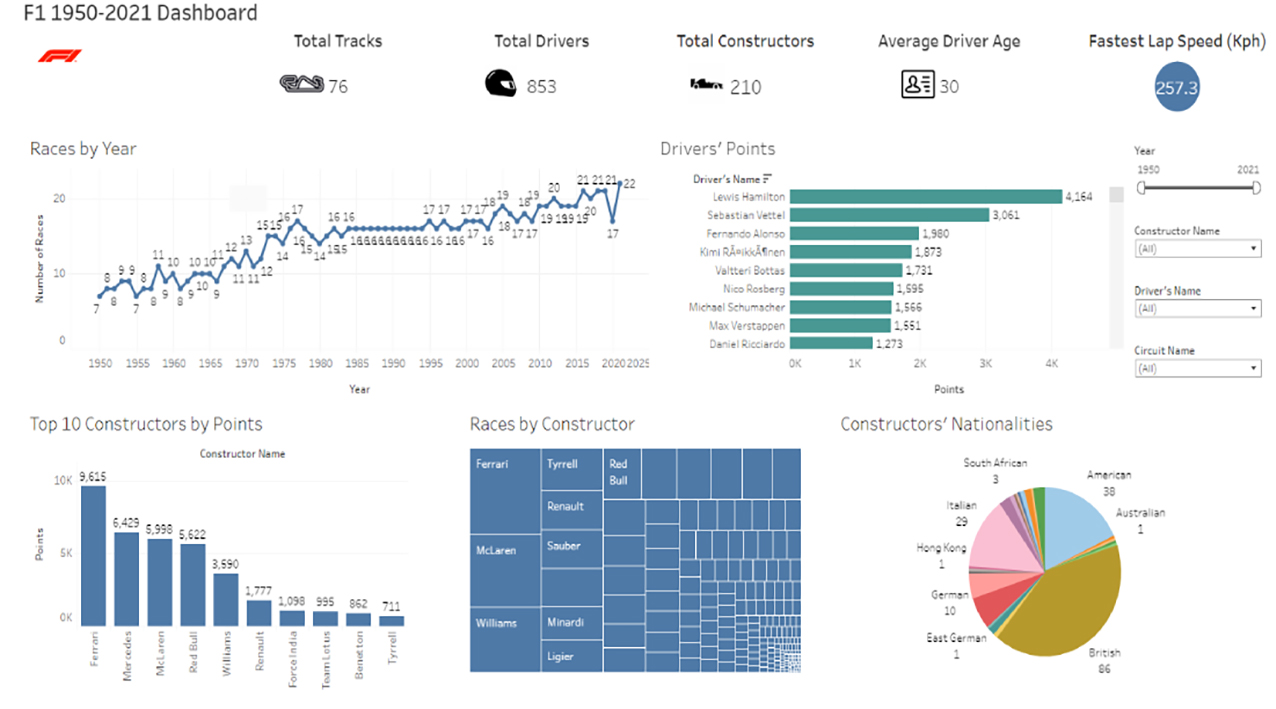 F1 1950-2021 Dashboard
F1
Total Tracks
76
Total Drivers
853
Total Constructors
210
Average Driver Age
30
Fastest Lap Speed (Kph)
257.3
Races by Year
Number of Races
20
10
0
7
8
8
9
9
7
8
8
11
9
10
8
9
10
10
10
9
11
12
11
13
11
12
15
15
14
16
17
16
15
14
15
16
15
16
16
16
16
16
16
16
16
16
16
16
17
16
17
16
16
17
17
17
16
18
19
18
17
18
17
19
19
20
19
19
19
21
20
21
21
17
22
1950
1955
1960
1965
1970
1975
1980
1985
1990
1995
2000
2005
2010
2015
2020
2025
Year
Drivers' Points
Driver's Name
Lewis Hamilton 4,164
Sebastian Vettel 3,061
Fernando Alonso 1,980
Kimi RÃ¤ikkÃ¶nen 1,873
Valtteri Bottas 1,731
Nico Rosberg 1,595
Michael Schumacher 1,566
Max Verstappen 1,551
Daniel Ricciardo 1,273
0K 1K 2K 3K 4K
Points
Year
1950 2021
Constructor Name
(All)
Driver's Name
(All)
Circuit Name
(All)
Top 10 Constructors by Points
Constructor Name
Points
10K
5K
0K
9,615
6,429
5,998
5,622
3,590
1,777
1,098
995
862
711
Ferrari
Mercedes
McLaren
Red Bull
Williams
Renault
Force India
Team Lotus
Benetton
Tyrrell
Races by Constructor
Ferrari
McLaren
Williams
Tyrrell
Renault
Sauber
Minardi
Ligier
Red
Bull
Constructors' Nationalities
South African
3
American
38
Australian
1
Italian
29
Hong Kong
1
German
10
East German
1
British
86